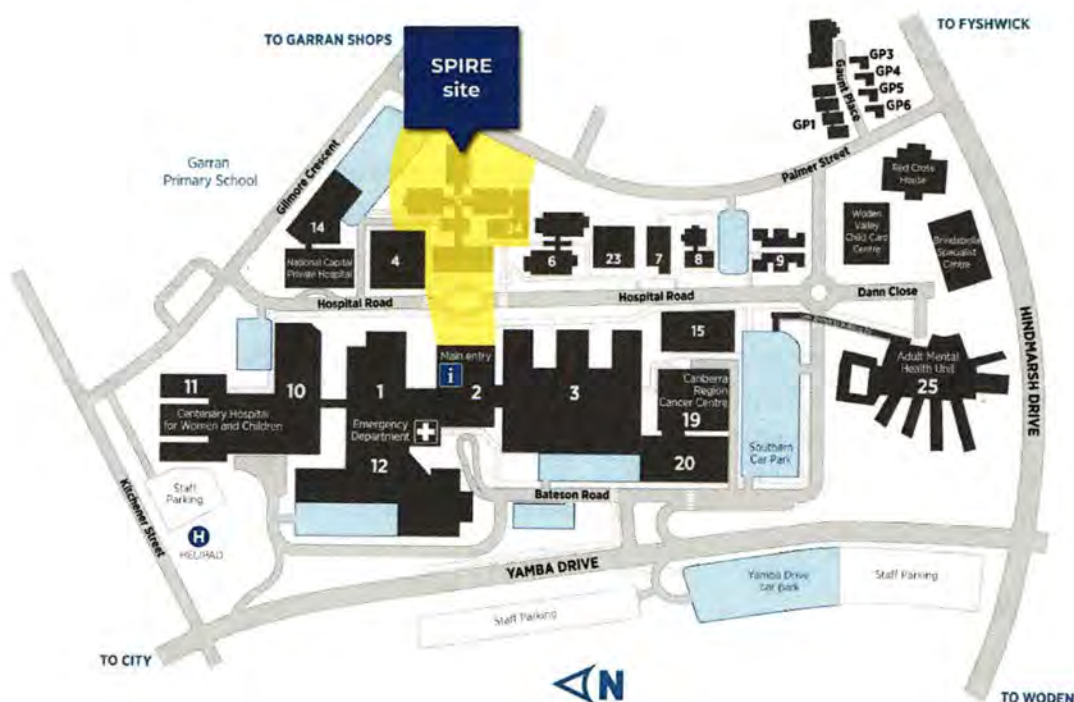 TO GARRAN SHOPS
TO FYSHWICK
SPIRE
site
Gaunt Place
GP3
GP4
GP5
GP6
GP1
Palmer Street
Garran
Primary School
Gilmore Crescent
Red Cross
House
Woden
Valley
Child Care
Centre
Brindabella
Specialist
Centre
14
National Capital
Private Hospital
4
24
6
23
7
8
9
Hospital Road
Hospital Road
Dann Close
HINDMARSH DRIVE
15
Main entry
i
2
10
1
3
11
Centenary Hospital
for Women and Children
Canberra
Region
Cancer Centre
19
Adult Mental
Health Unit
25
Emergency
Department
12
20
Southern
Car Park
Bateson Road
Staff
Parking
Kitchener Street
H
HELIPAD
YAMBA DRIVE
Yamba Drive
car park
Staff Parking
Staff Parking
TO CITY
N
TO WODEN